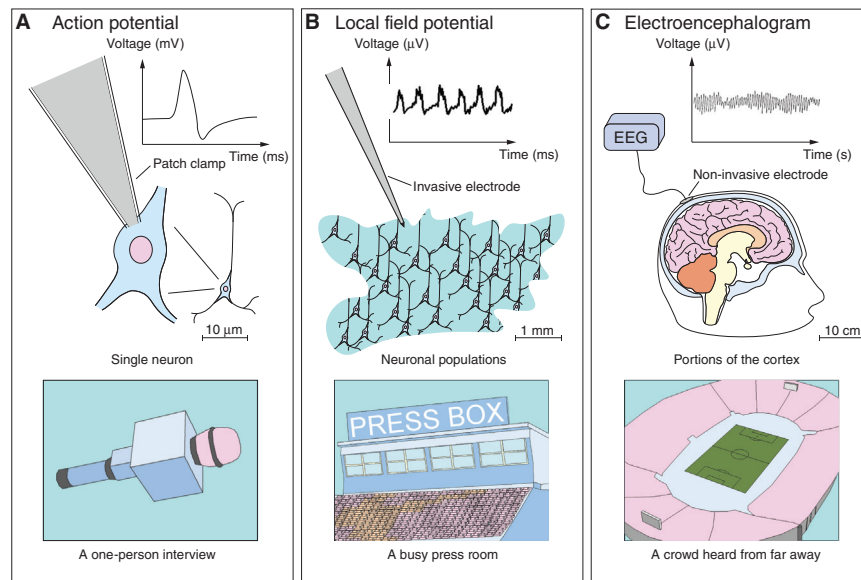 A Action potential
Voltage (mV)
Time (ms)
Patch clamp
10 μm
Single neuron
A one-person interview
B Local field potential
Voltage (μV)
Time (ms)
Invasive electrode
1 mm
Neuronal populations
PRESS BOX
A busy press room
C Electroencephalogram
Voltage (μV)
EEG
Time (s)
Non-invasive electrode
10 cm
Portions of the cortex
A crowd heard from far away